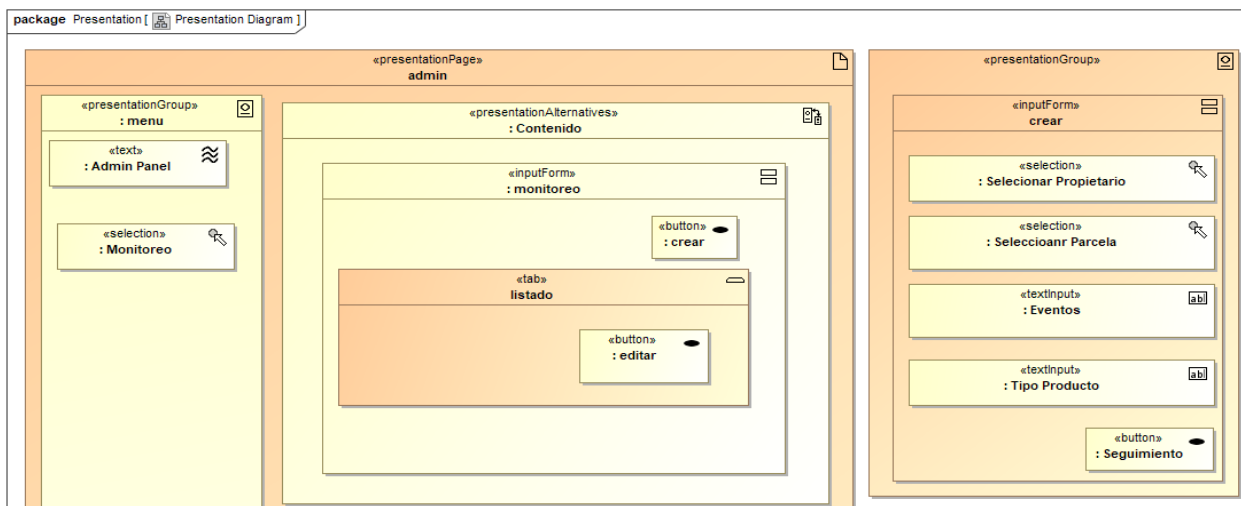 package Presentation [ Presentation Diagram ]
«presentationPage»
admin
«presentationGroup»
: menu
«text»
: Admin Panel
«selection»
: Monitoreo
«presentationAlternatives»
: Contenido
«inputForm»
: monitoreo
«button»
: crear
«tab»
listado
«button»
: editar
«presentationGroup»
«inputForm»
crear
«selection»
: Selecionar Propietario
«selection»
: Seleccioanr Parcela
«textInput»
abl
: Eventos
«textInput»
abl
: Tipo Producto
«button»
: Seguimiento